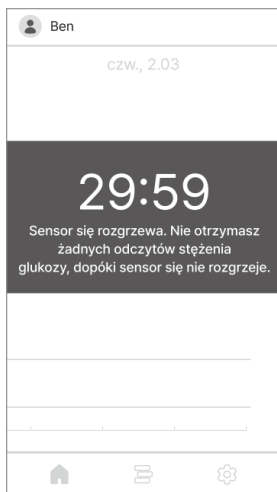 Ben
czw., 2.03
29:59
Sensor się rozgrzewa. Nie otrzymasz
żadnych odczytów stężenia
glukozy, dopóki sensor się nie rozgrzeje.